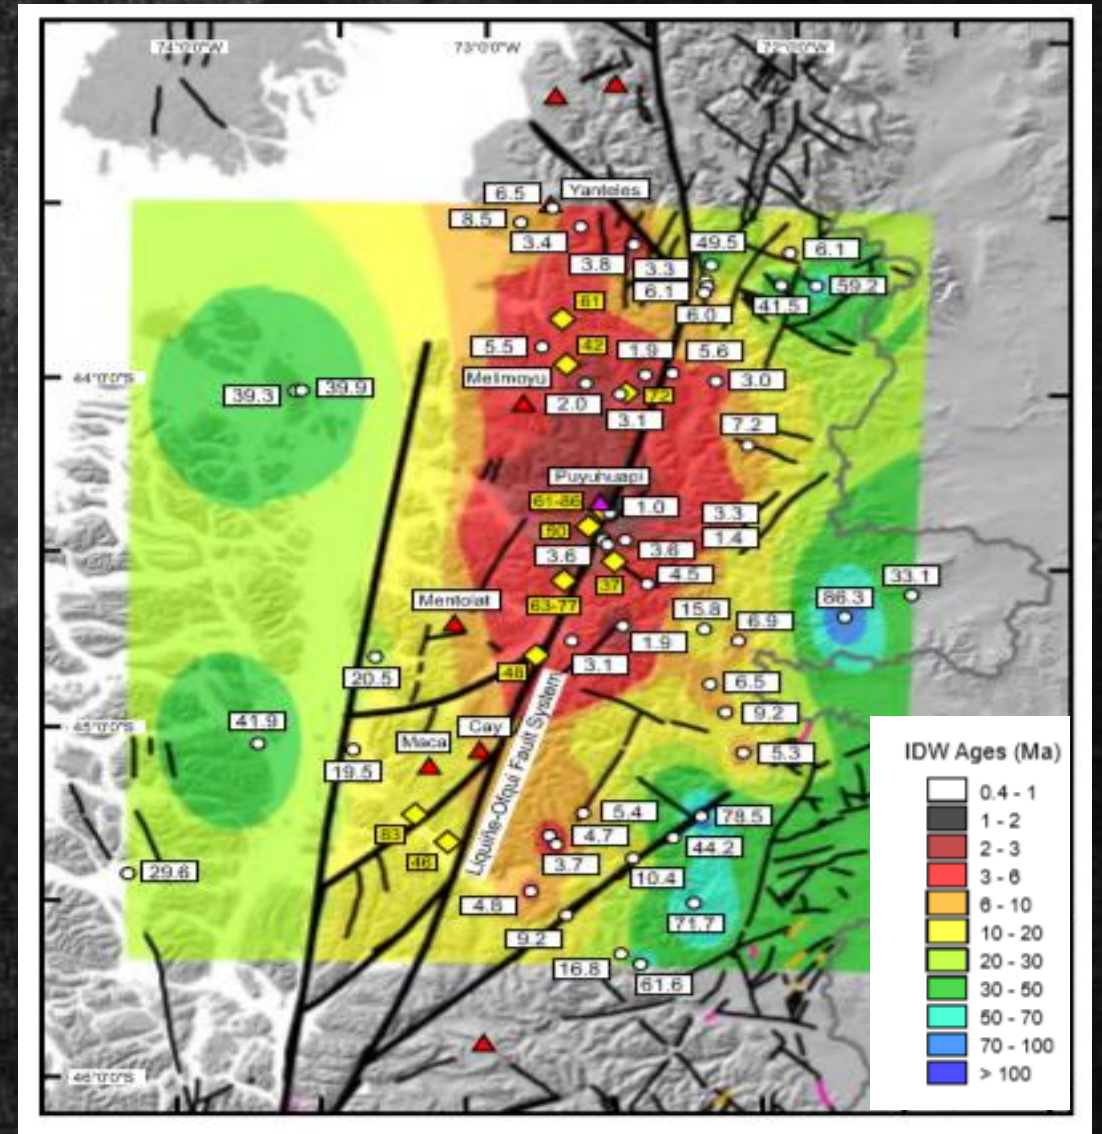 74°0'0"W 73°0'0"W 72°0'0"W
6.5 Yanteles
8.5
3.4 49.5 6.1
3.8 3.3
6.1 59.2
61 6.0 41.5
5.5 42 1.9 5.6
44°0'0"S Melimoyu 3.0
39.3 39.9 2.0 72
3.1 7.2
Puyuhuapi
61-86 1.0 3.3
3.6 3.6 1.4
37 4.5 33.1
Mentolat 63-77 15.8 86.3
6.9
1.9
48 3.1
20.5 6.5
41.9 Cay 9.2
45°0'0"S Maca
19.5 5.3
Liquiñe-Ofqui Fault System
5.4 78.5
83 4.7
46 3.7 44.2
29.6 10.4
4.8 71.7
9.2
16.8
61.6
46°0'0"S
IDW Ages (Ma)
0.4 - 1
1 - 2
2 - 3
3 - 6
6 - 10
10 - 20
20 - 30
30 - 50
50 - 70
70 - 100
> 100